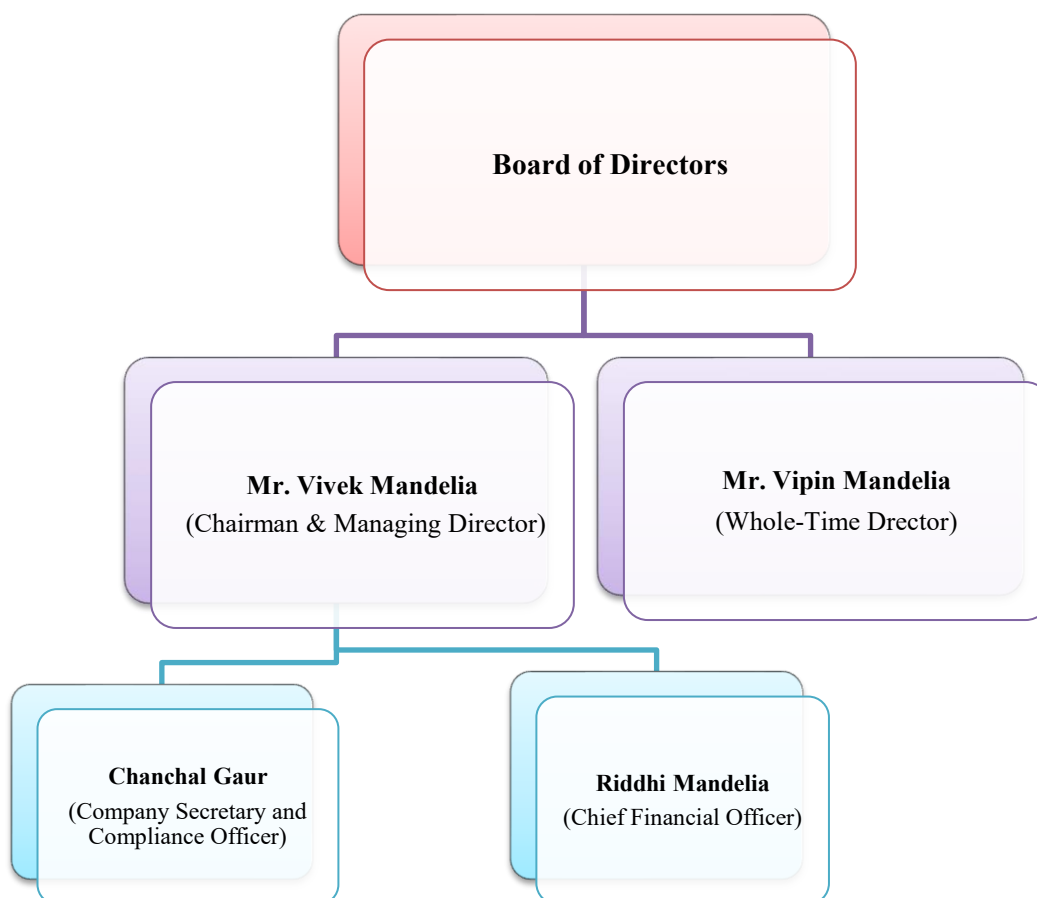 Board of Directors
Mr. Vivek Mandelia
(Chairman & Managing Director)
Mr. Vipin Mandelia
(Whole-Time Drector)
Chanchal Gaur
(Company Secretary and
Compliance Officer)
Riddhi Mandelia
(Chief Financial Officer)